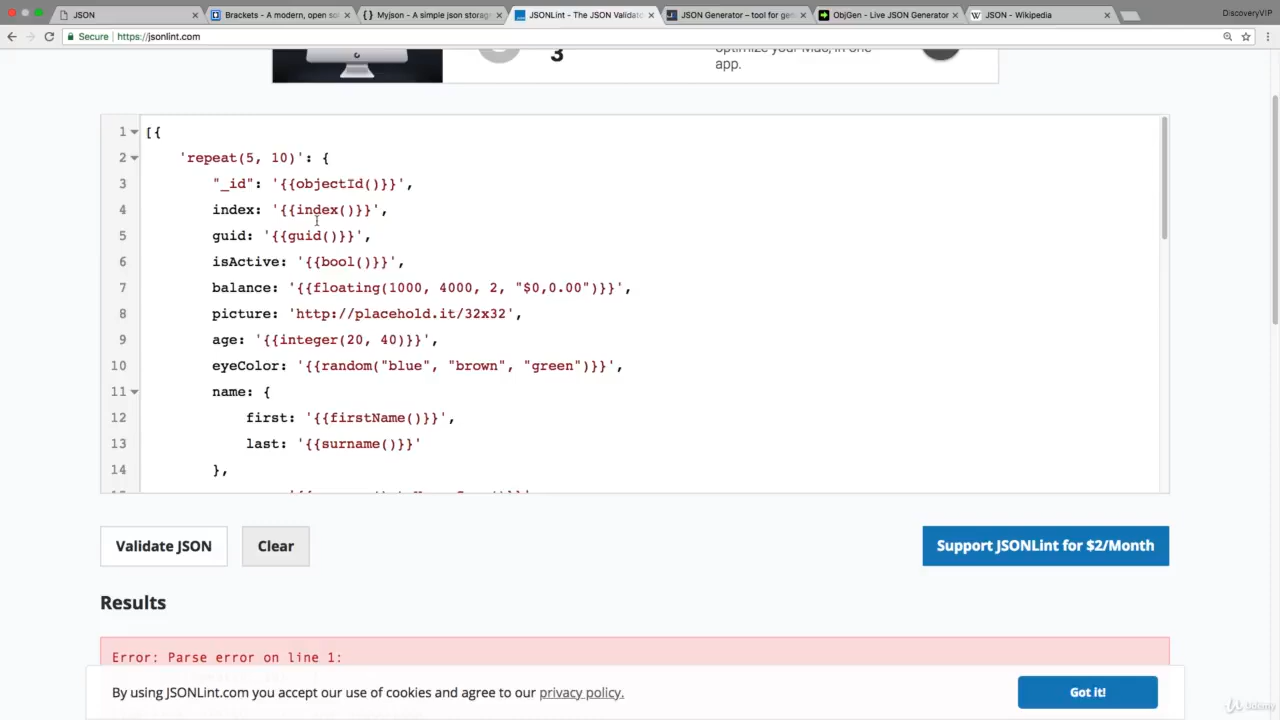 JSON
Brackets - A modern, open so
Myjson - A simple json storag
JSONLint - The JSON Validato
JSON Generator – tool for ge
ObjGen - Live JSON Generator
JSON - Wikipedia
DiscoveryVIP
Secure | https://jsonlint.com
3
optimize your Mac, in one
app.
1 [{
2 'repeat(5, 10)': {
3 "_id": '{{objectId()}}',
4 index: '{{index()}}',
5 guid: '{{guid()}}',
6 isActive: '{{bool()}}',
7 balance: '{{floating(1000, 4000, 2, "$0,0.00")}}',
8 picture: 'http://placehold.it/32x32',
9 age: '{{integer(20, 40)}}',
10 eyeColor: '{{random("blue", "brown", "green")}}',
11 name: {
12 first: '{{firstName()}}',
13 last: '{{surname()}}'
14 },
Validate JSON
Clear
Support JSONLint for $2/Month
Results
Error: Parse error on line 1:
By using JSONLint.com you accept our use of cookies and agree to our privacy policy.
Got it!
Udemy